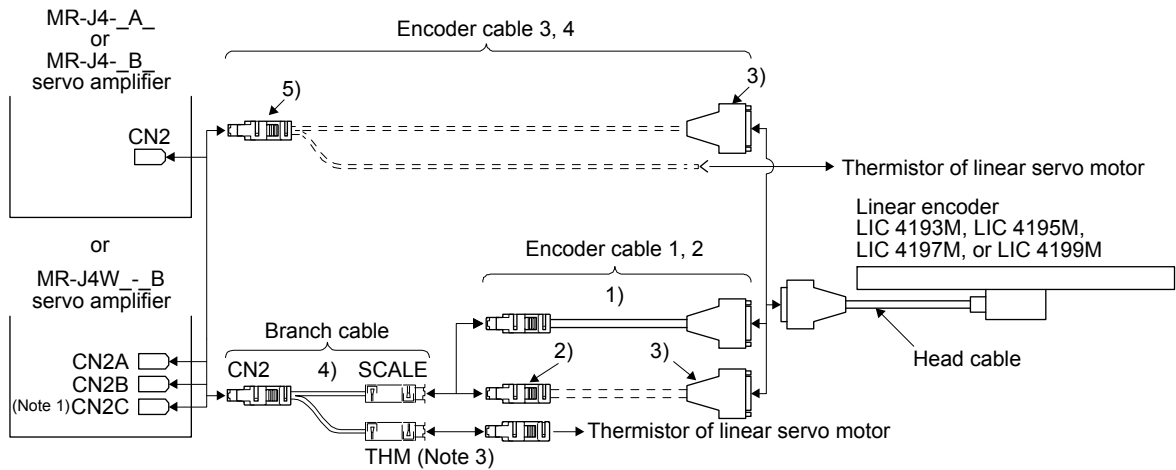 MR-J4-_A_
or
MR-J4-_B_
servo amplifier
CN2
Encoder cable 3, 4
5)
3)
Thermistor of linear servo motor
Linear encoder
LIC 4193M, LIC 4195M,
LIC 4197M, or LIC 4199M
Head cable
or
MR-J4W_-_B
servo amplifier
CN2A
CN2B
(Note 1) CN2C
Branch cable
CN2
4)
SCALE
THM (Note 3)
Encoder cable 1, 2
1)
2)
3)
Thermistor of linear servo motor